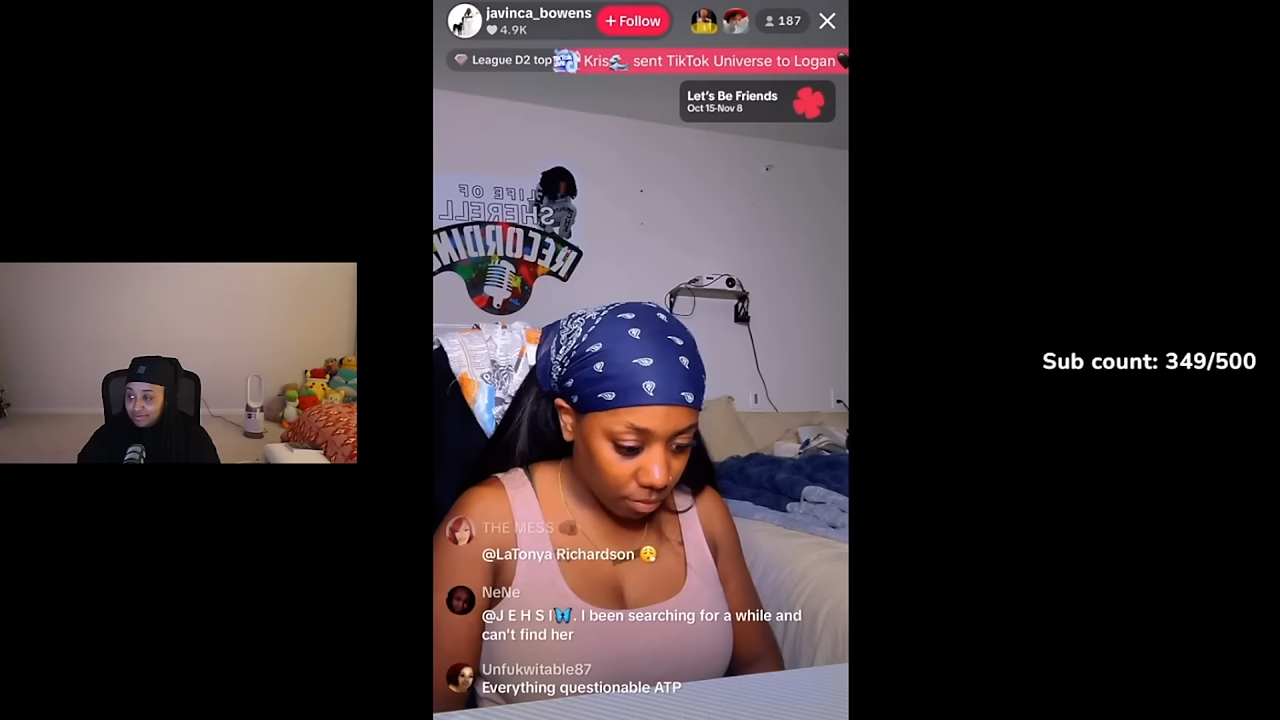 javinca_bowens
+ Follow
187
4.9K
League D2 top
Kris sent TikTok Universe to Logan
Let's Be Friends
Oct 15-Nov 8
LIFE OF
SHERELL
RECORDIN
Sub count: 349/500
THE MESS
@LaTonya Richardson 😮‍💨
NeNe
@J E H S I🦋. I been searching for a while and
can't find her
Unfukwitable87
Everything questionable ATP